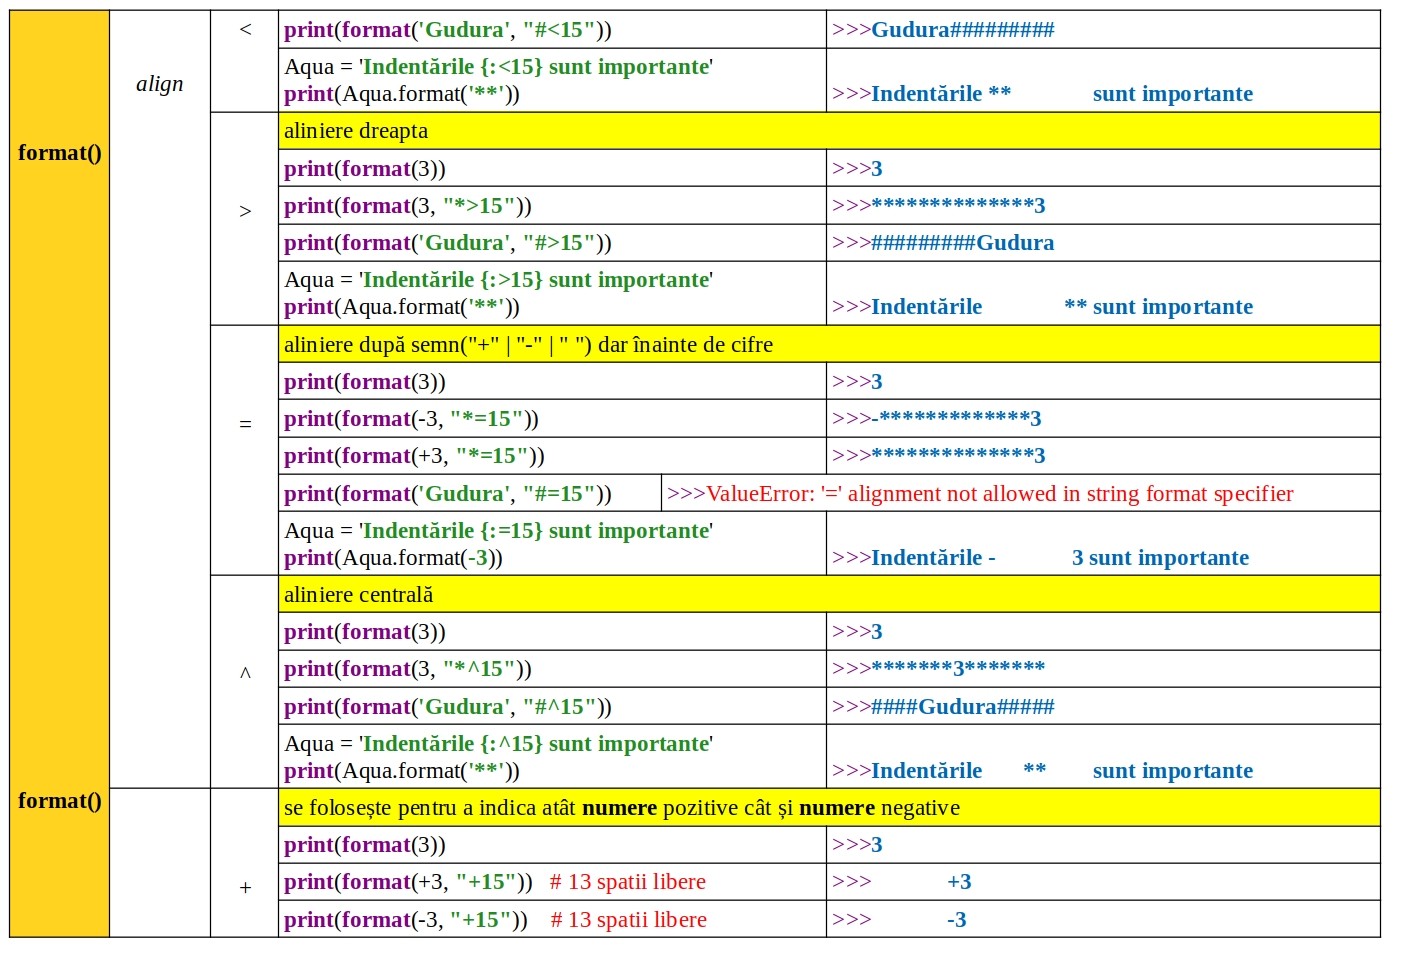 format()
align
<
print(format('Gudura', "#<15")) >>>Gudura#########
Aqua = 'Indentările {:<15} sunt importante'
print(Aqua.format('**')) >>>Indentările **              sunt importante
>
aliniere dreapta
print(format(3)) >>>3
print(format(3, "*>15")) >>>**************3
print(format('Gudura', "#>15")) >>>#########Gudura
Aqua = 'Indentările {:>15} sunt importante'
print(Aqua.format('**')) >>>Indentările              ** sunt importante
=
aliniere după semn("+" | "-" | " ") dar înainte de cifre
print(format(3)) >>>3
print(format(-3, "*=15")) >>>-*************3
print(format(+3, "*=15")) >>>**************3
print(format('Gudura', "#=15")) >>>ValueError: '=' alignment not allowed in string format specifier
Aqua = 'Indentările {:=15} sunt importante'
print(Aqua.format(-3)) >>>Indentările -             3 sunt importante
^
aliniere centrală
print(format(3)) >>>3
print(format(3, "*^15")) >>>*******3*******
print(format('Gudura', "#^15")) >>>####Gudura#####
Aqua = 'Indentările {:^15} sunt importante'
print(Aqua.format('**')) >>>Indentările       **        sunt importante
format()
+
se folosește pentru a indica atât numere pozitive cât și numere negative
print(format(3)) >>>3
print(format(+3, "+15")) # 13 spatii libere >>>             +3
print(format(-3, "+15")) # 13 spatii libere >>>             -3